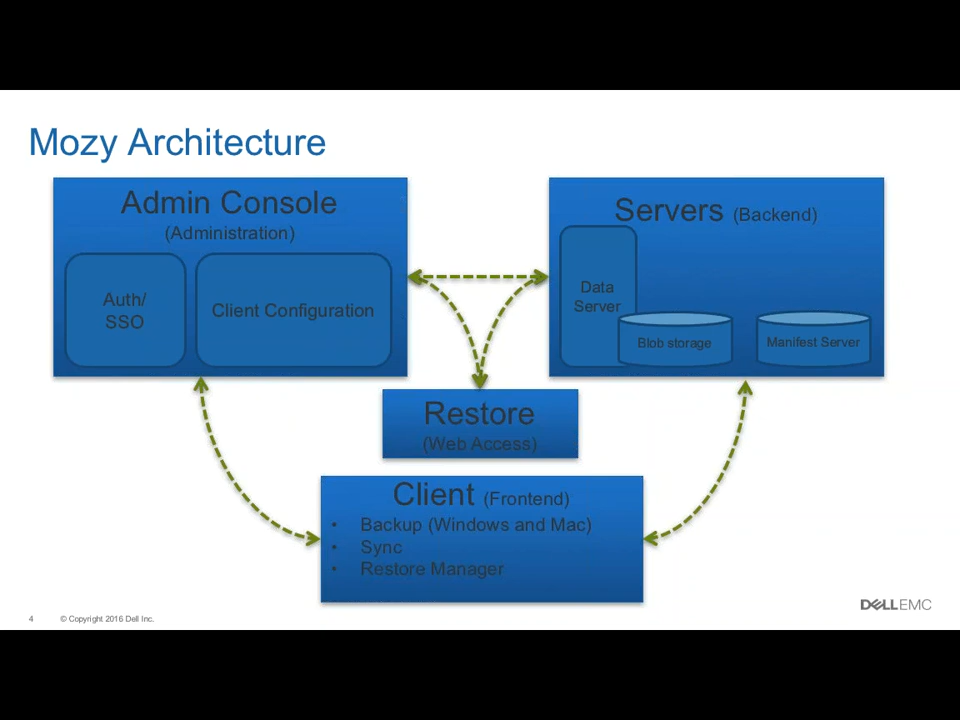 Mozy Architecture
Admin Console
(Administration)
Auth/
SSO
Client Configuration
Servers (Backend)
Data
Server
Blob storage
Manifest Server
Restore
(Web Access)
Client (Frontend)
• Backup (Windows and Mac)
• Sync
• Restore Manager
4 © Copyright 2016 Dell Inc.
DELLEMC